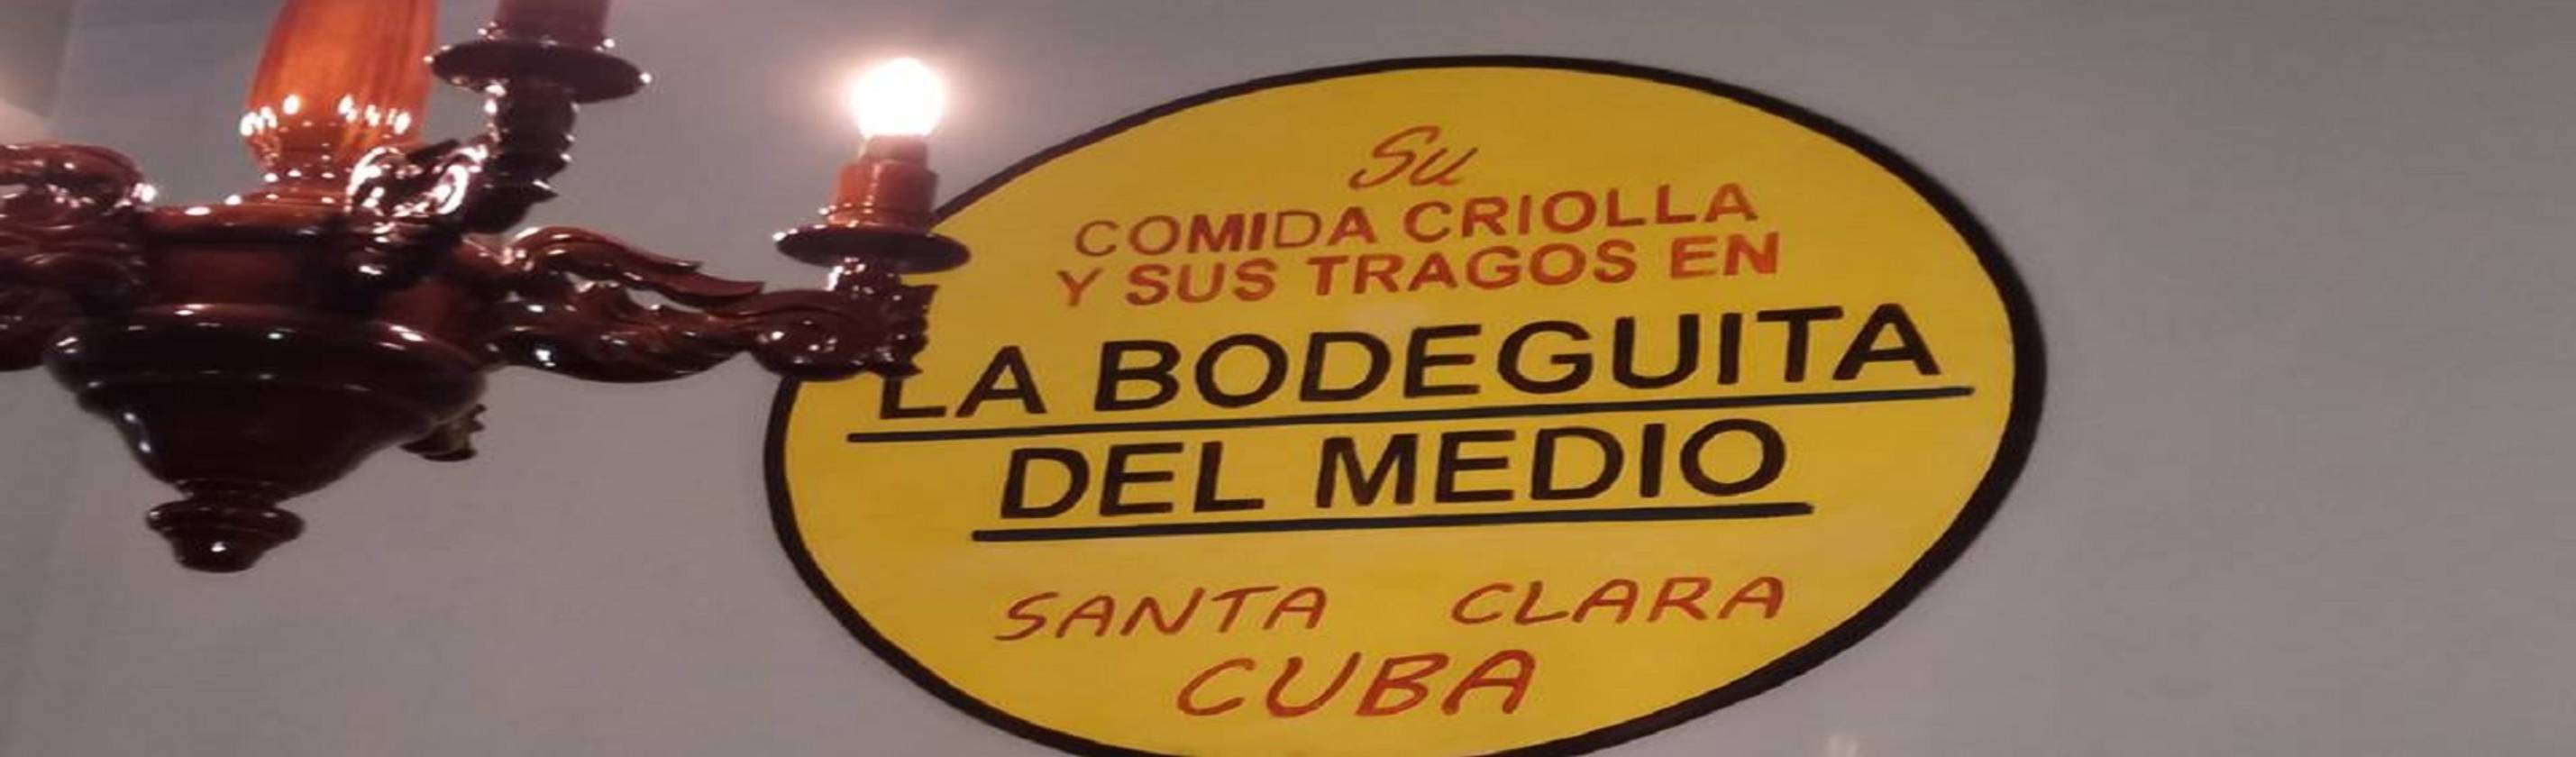 Su
COMIDA CRIOLLA
Y SUS TRAGOS EN
LA BODEGUITA
DEL MEDIO
SANTA CLARA
CUBA